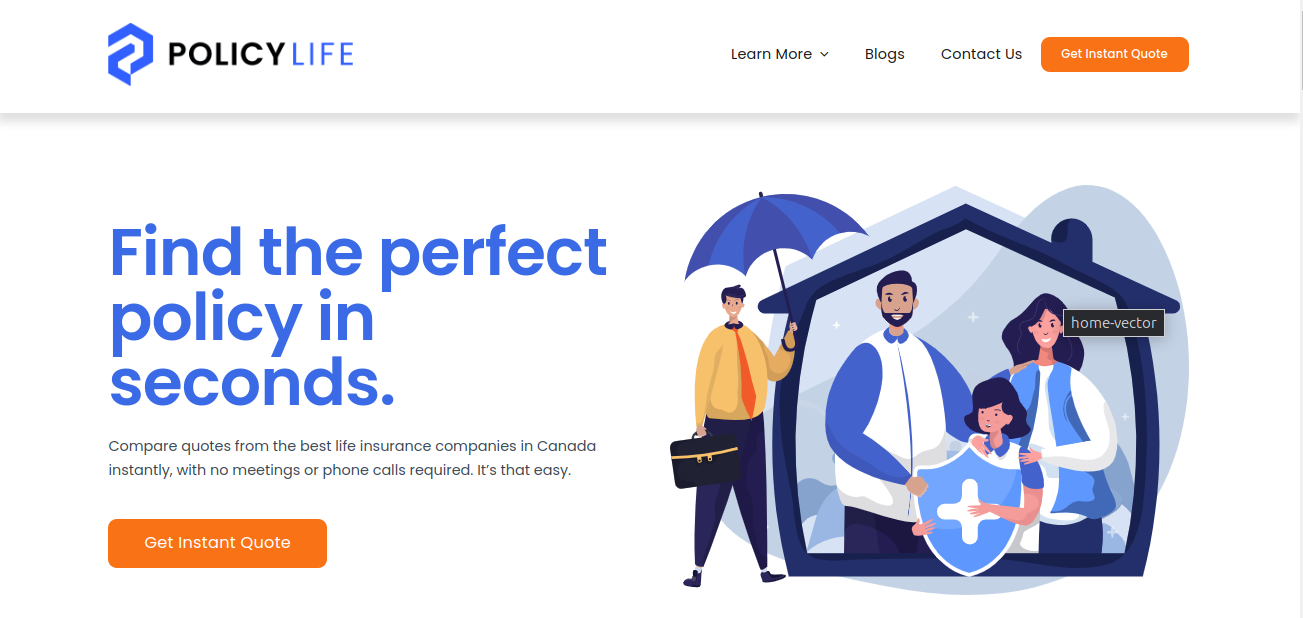 POLICYLIFE
Learn More
Blogs
Contact Us
Get Instant Quote
Find the perfect
policy in
seconds.
Compare quotes from the best life insurance companies in Canada
instantly, with no meetings or phone calls required. It’s that easy.
Get Instant Quote
home-vector